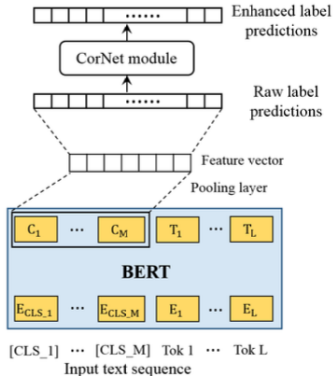 Enhanced label
predictions
······
CorNet module
Raw label
predictions
······
Feature vector
Pooling layer
C1 ··· CM T1 ··· TL
BERT
ECLS_1 ··· ECLS_M E1 ··· EL
[CLS_1] ··· [CLS_M] Tok 1 ··· Tok L
Input text sequence